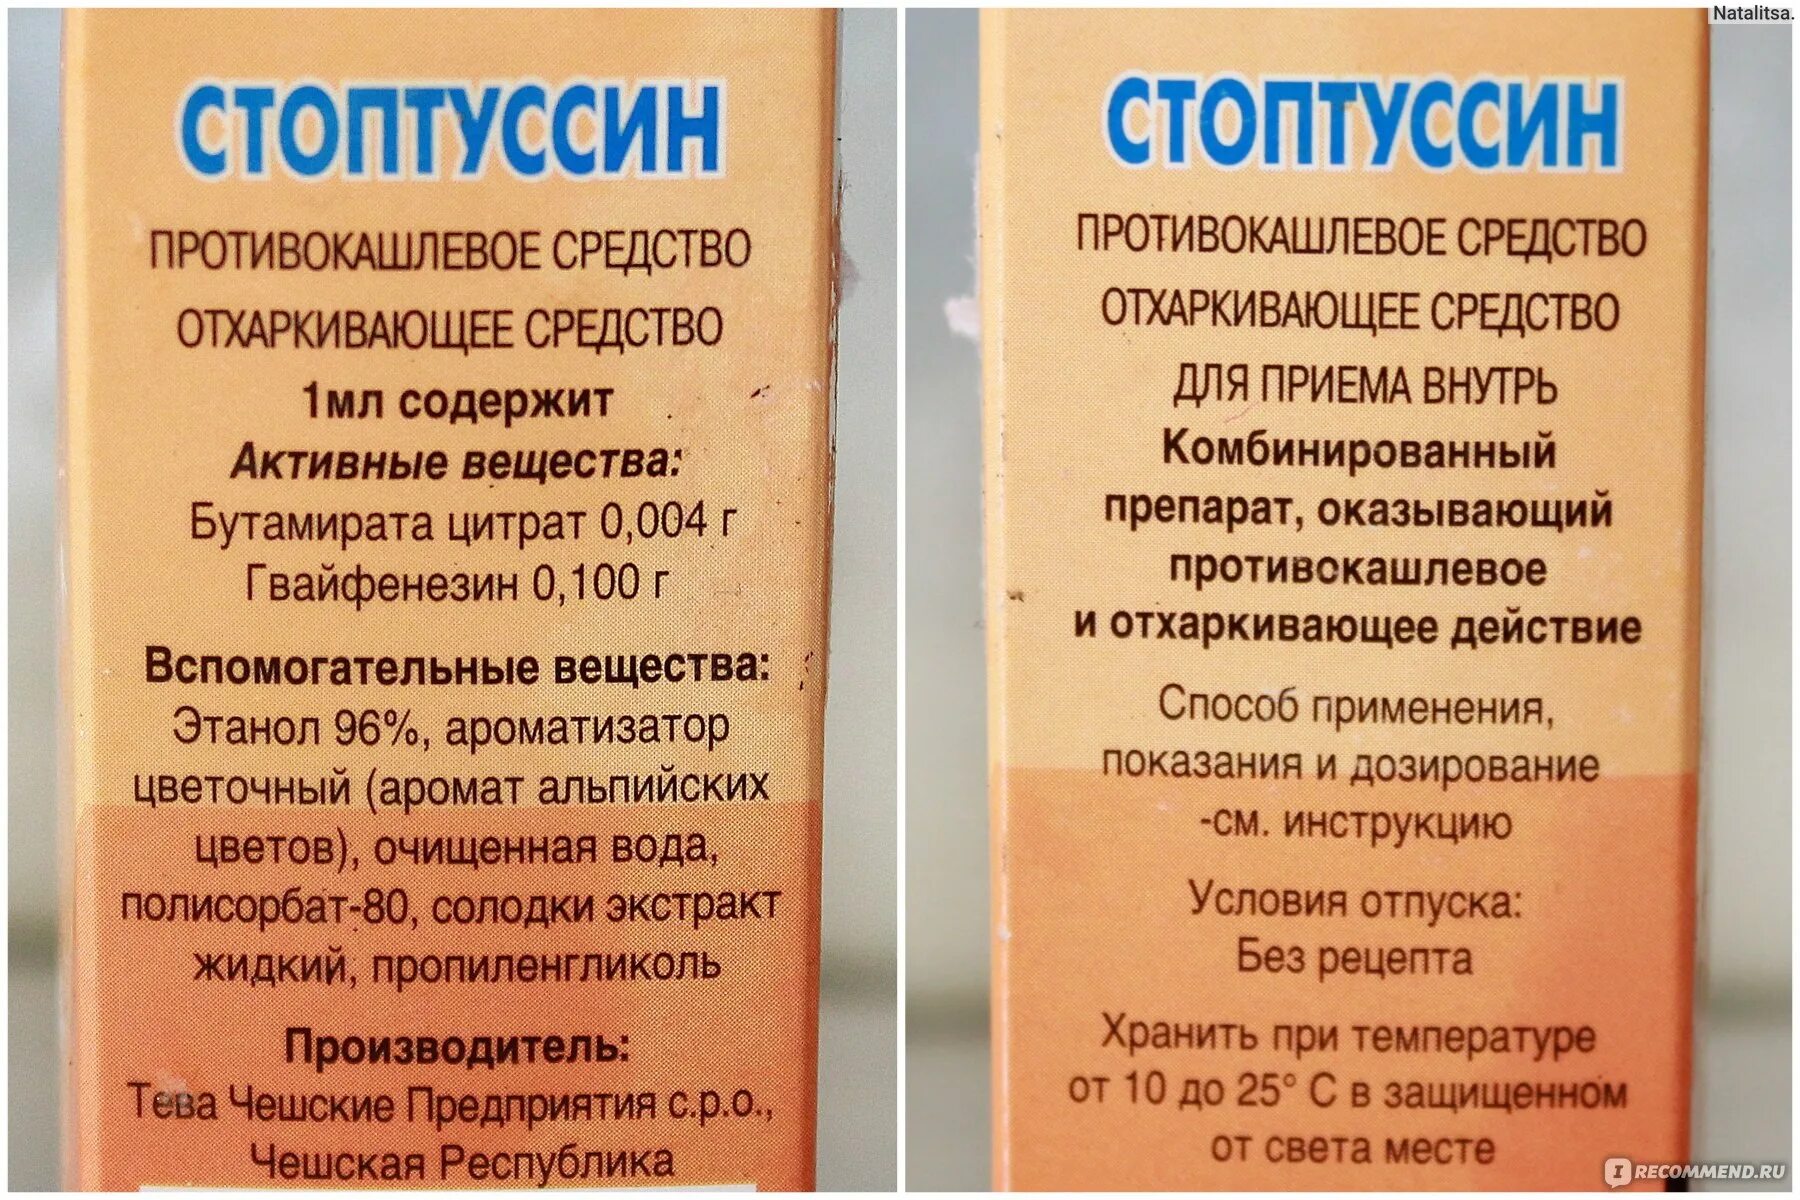 СТОПТУССИН
ПРОТИВОКАШЛЕВОЕ СРЕДСТВО
ОТХАРКИВАЮЩЕЕ СРЕДСТВО
1мл содержит
Активные вещества:
Бутамирата цитрат 0,004 г
Гвайфенезин 0,100 г
Вспомогательные вещества:
Этанол 96%, ароматизатор
цветочный (аромат альпийских
цветов), очищенная вода,
полисорбат-80, солодки экстракт
жидкий, пропиленгликоль
Производитель:
Тева Чешские Предприятия с.р.о.,
Чешская Республика
Natalitsa.
СТОПТУССИН
ПРОТИВОКАШЛЕВОЕ СРЕДСТВО
ОТХАРКИВАЮЩЕЕ СРЕДСТВО
ДЛЯ ПРИЕМА ВНУТРЬ
Комбинированный
препарат, оказывающий
противокашлевое
и отхаркивающее действие
Способ применения,
показания и дозирование
-см. инструкцию
Условия отпуска:
Без рецепта
Хранить при температуре
от 10 до 25° С в защищенном
от света месте
I RECOMMEND.RU